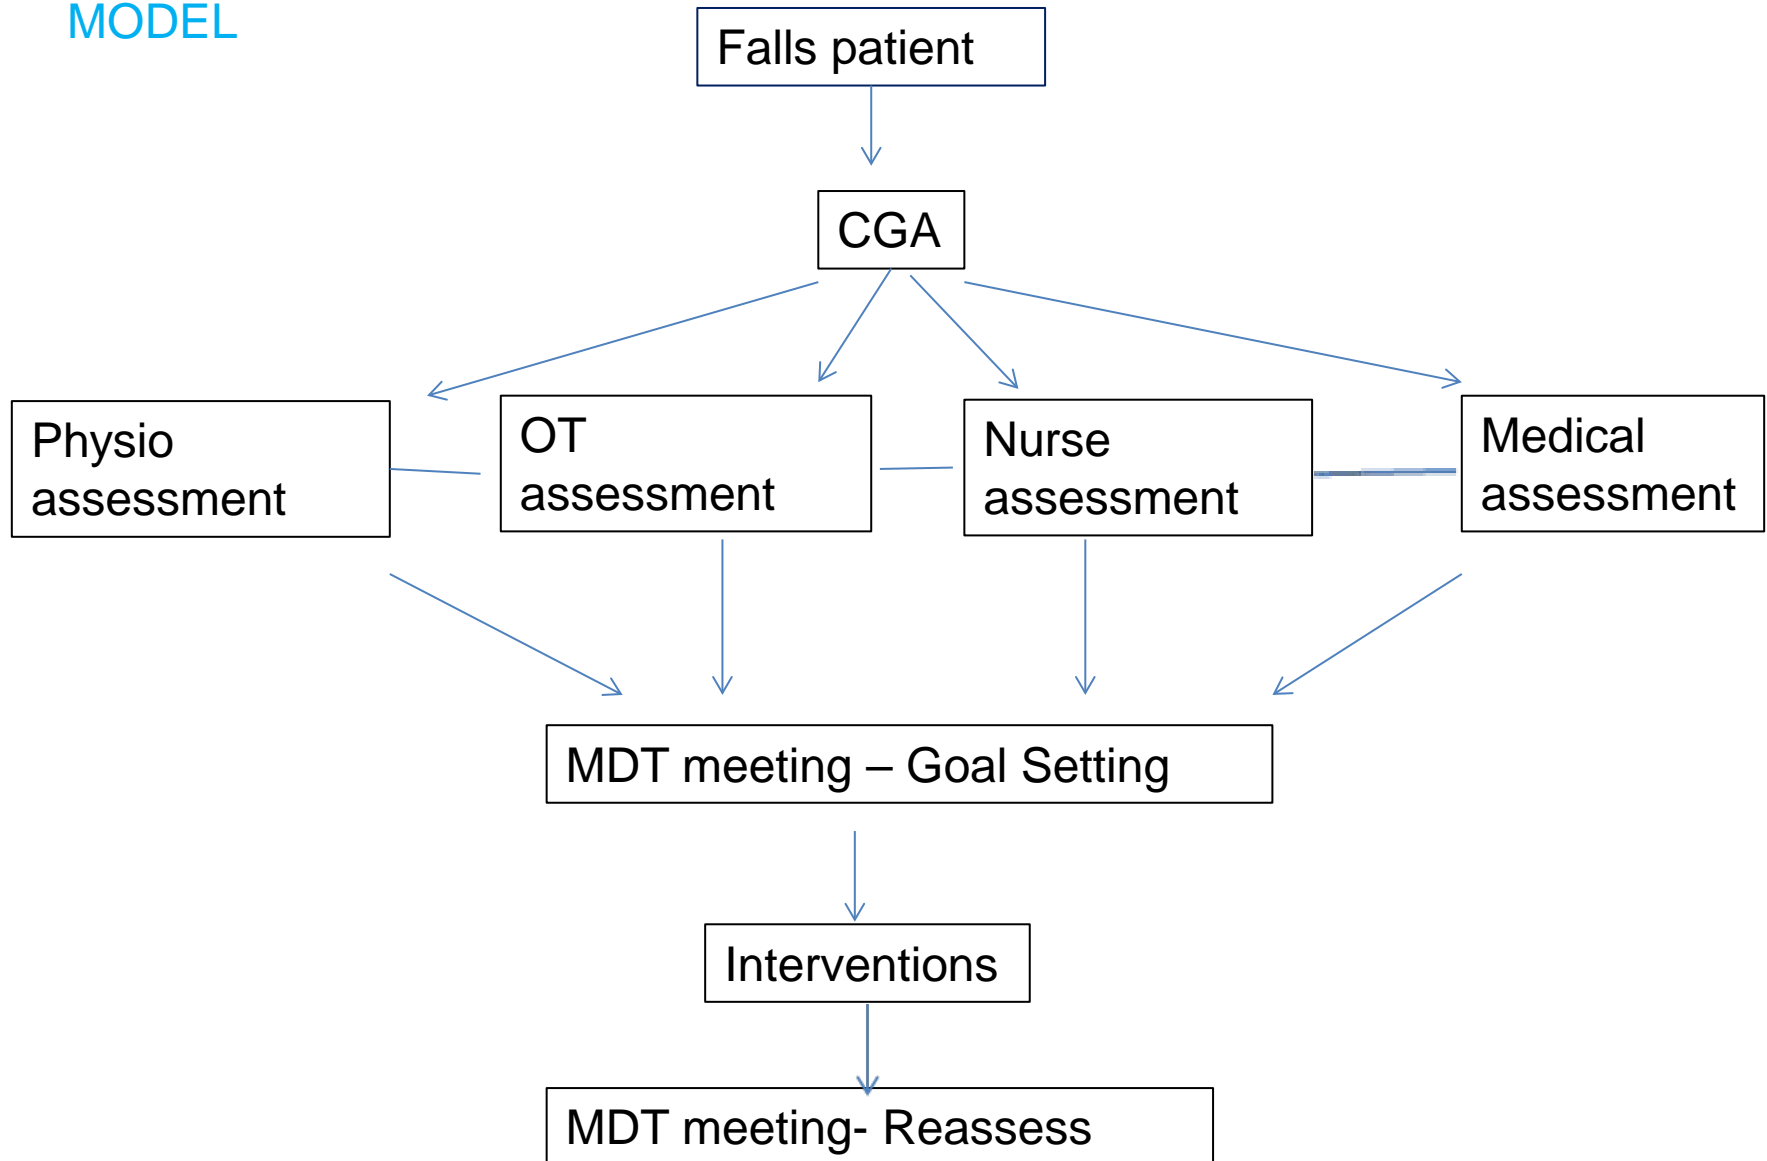 MODEL
Falls patient
CGA
Physio
assessment
OT
assessment
Nurse
assessment
Medical
assessment
MDT meeting – Goal Setting
Interventions
MDT meeting- Reassess